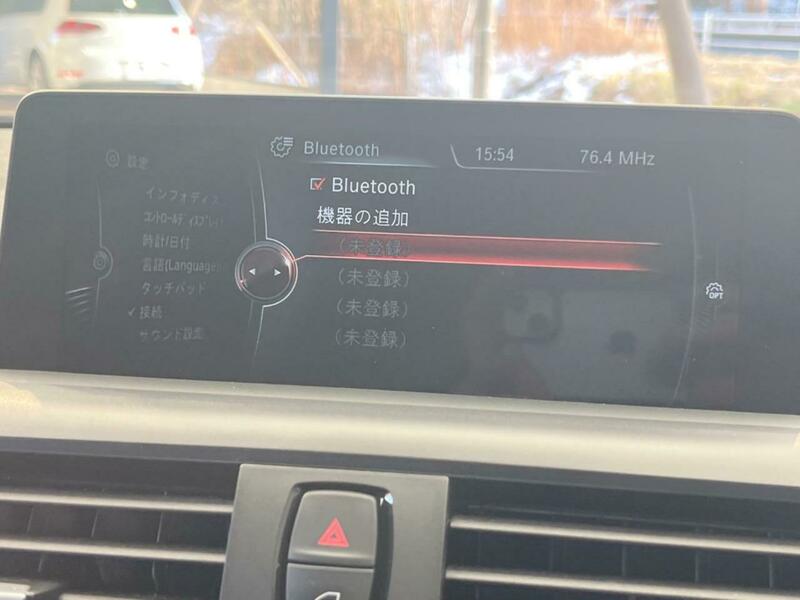 設定
インフォディス
コントロールディスプレイ
時計/日付
言語(Language
タッチパッド
✓ 接続
サウンド設定
Bluetooth
15:54
76.4 MHz
Bluetooth
機器の追加
（未登録）
（未登録）
（未登録）
（未登録）
OPT